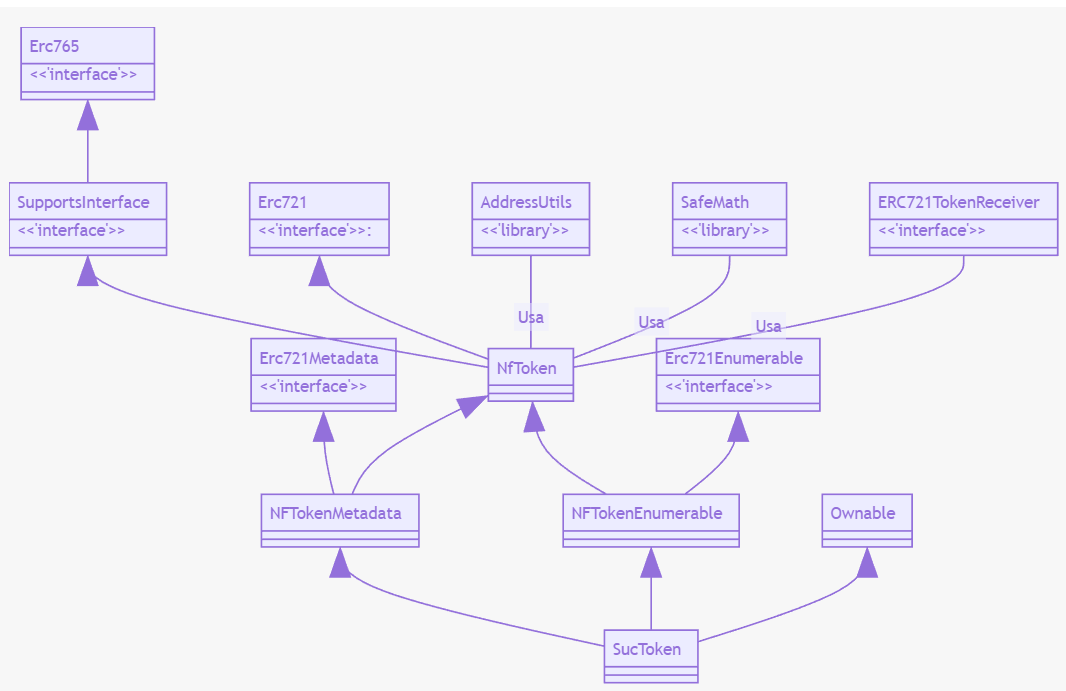 Erc765
<<'interface'>>
SupportsInterface
<<'interface'>>
Erc721
<<'interface'>>:
AddressUtils
<<'library'>>
SafeMath
<<'library'>>
ERC721TokenReceiver
<<'interface'>>
Usa
Usa
Usa
Erc721Metadata
<<'interface'>>
NfToken
Erc721Enumerable
<<'interface'>>
NFTokenMetadata
NFTokenEnumerable
Ownable
SucToken